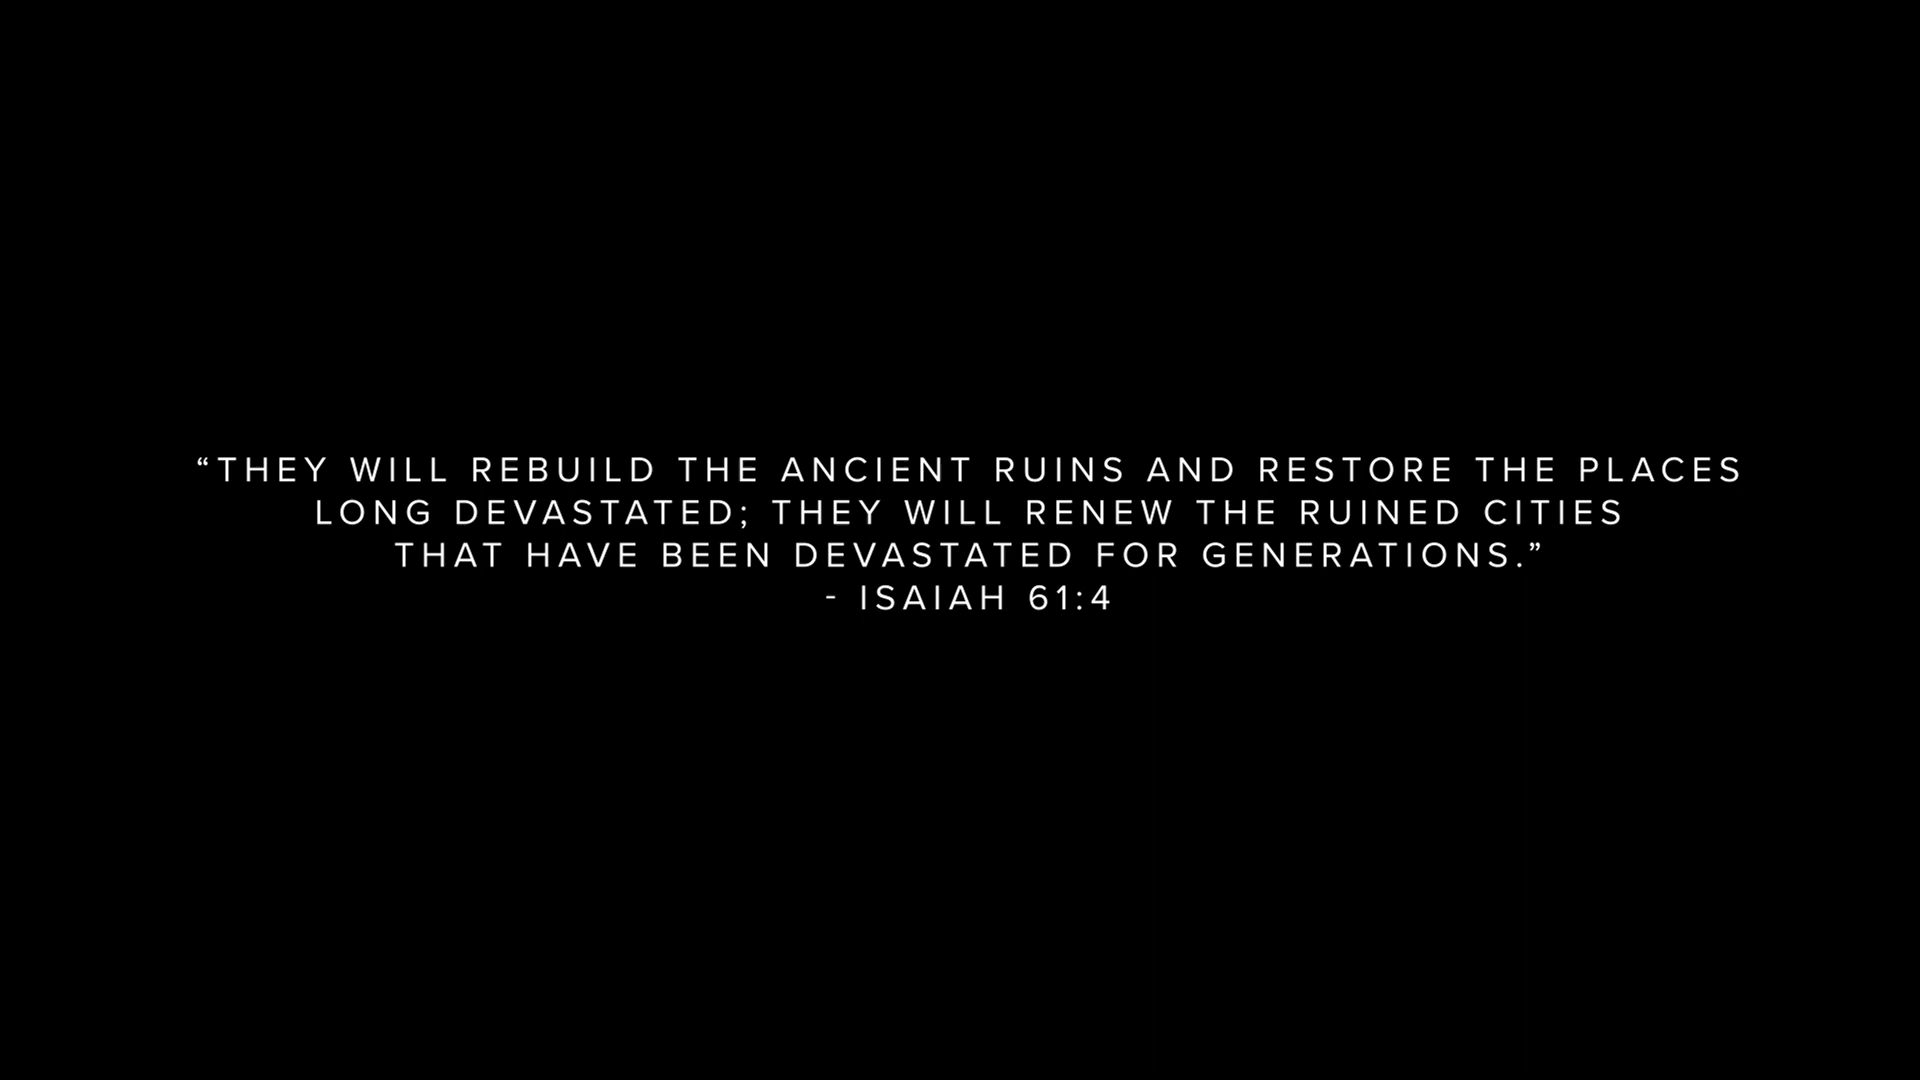 “THEY WILL REBUILD THE ANCIENT RUINS AND RESTORE THE PLACES
LONG DEVASTATED; THEY WILL RENEW THE RUINED CITIES
THAT HAVE BEEN DEVASTATED FOR GENERATIONS.”
- ISAIAH 61:4